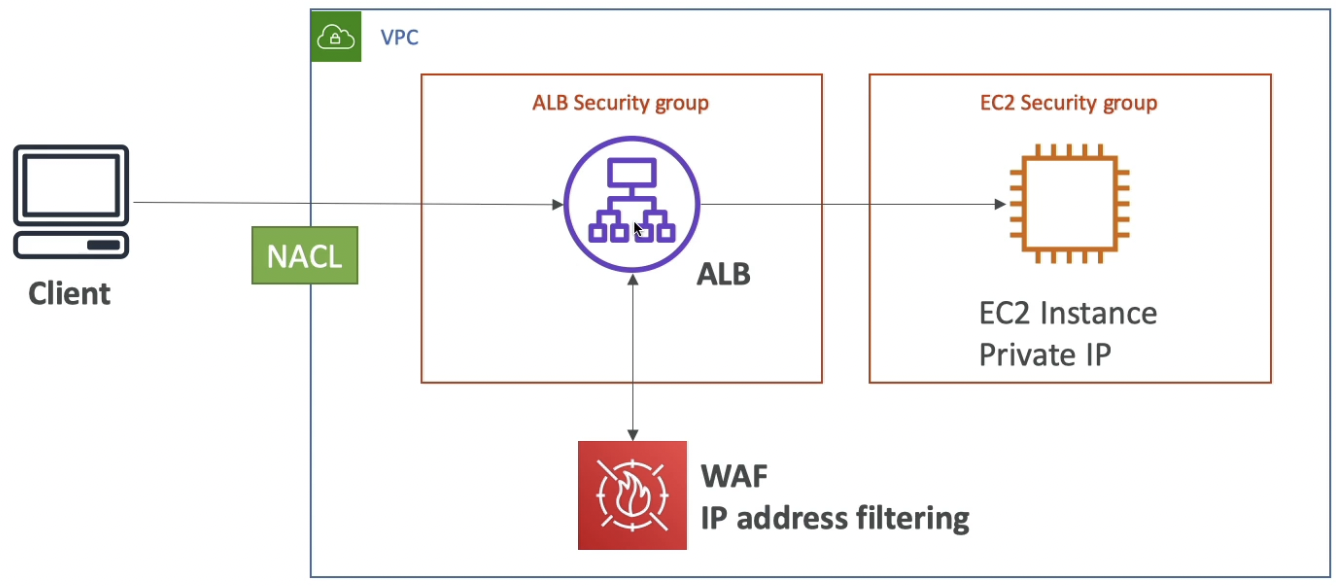 VPC
ALB Security group
EC2 Security group
NACL
Client
ALB
EC2 Instance
Private IP
WAF
IP address filtering